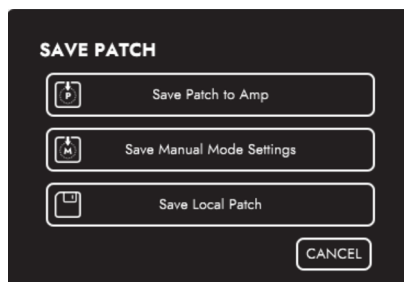 SAVE PATCH
P
Save Patch to Amp
M
Save Manual Mode Settings
Save Local Patch
CANCEL